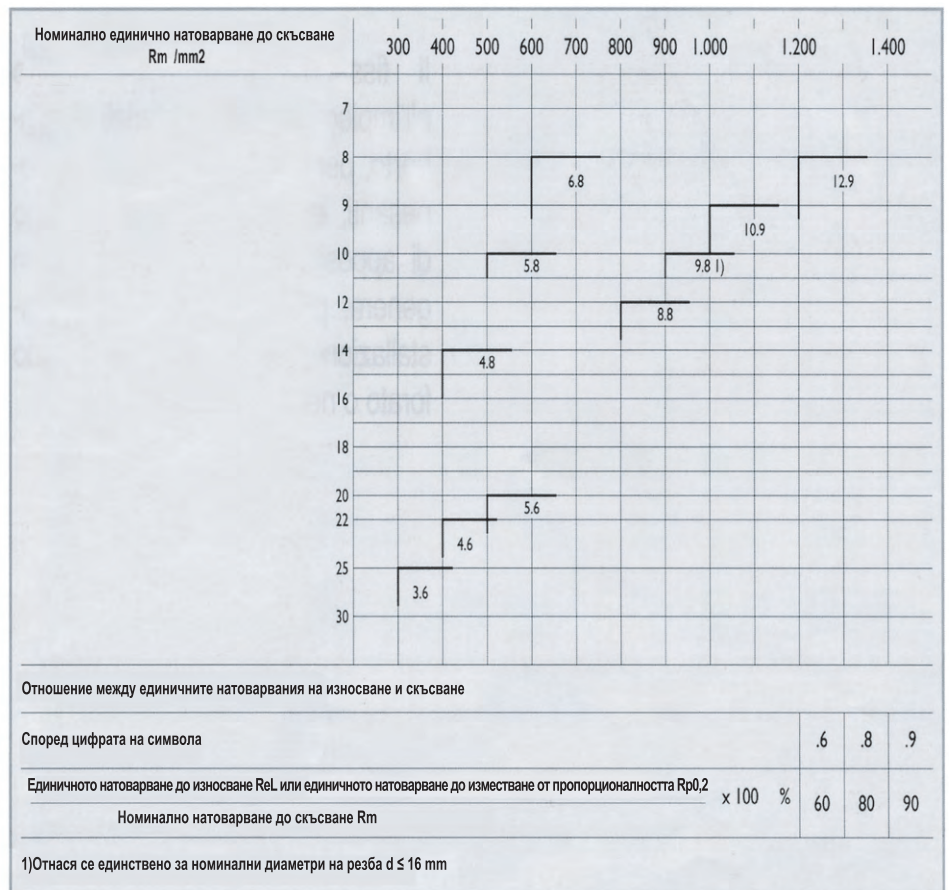 Номинално единично натоварване до скъсване
Rm /mm2
300 400 500 600 700 800 900 1.000 1.200 1.400
7
8
6.8
12.9
9
10.9
10
5.8
9.8 1)
12
8.8
14
4.8
16
18
20
5.6
22
4.6
25
3.6
30
Отношение между единичните натоварвания на износване и скъсване
Според цифрата на символа .6 .8 .9
Единичното натоварване до износване ReL или единичното натоварване до изместване от пропорционалността Rp0,2
x 100 % 60 80 90
Номинално натоварване до скъсване Rm
1)Отнася се единствено за номинални диаметри на резба d ≤ 16 mm